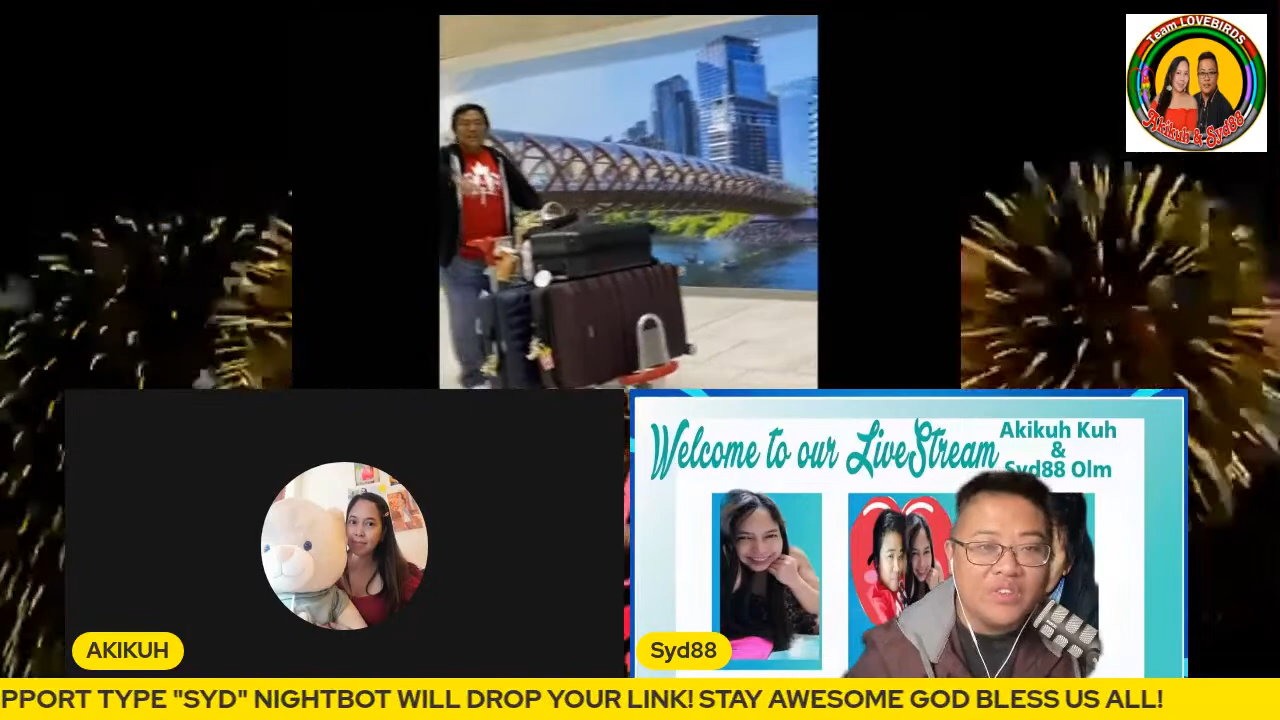 Team LOVEBIRDS
Akikuh & Syd88
Welcome to our LiveStream
Akikuh Kuh
&
Syd88 Olm
AKIKUH
Syd88
PPORT TYPE "SYD" NIGHTBOT WILL DROP YOUR LINK! STAY AWESOME GOD BLESS US ALL!